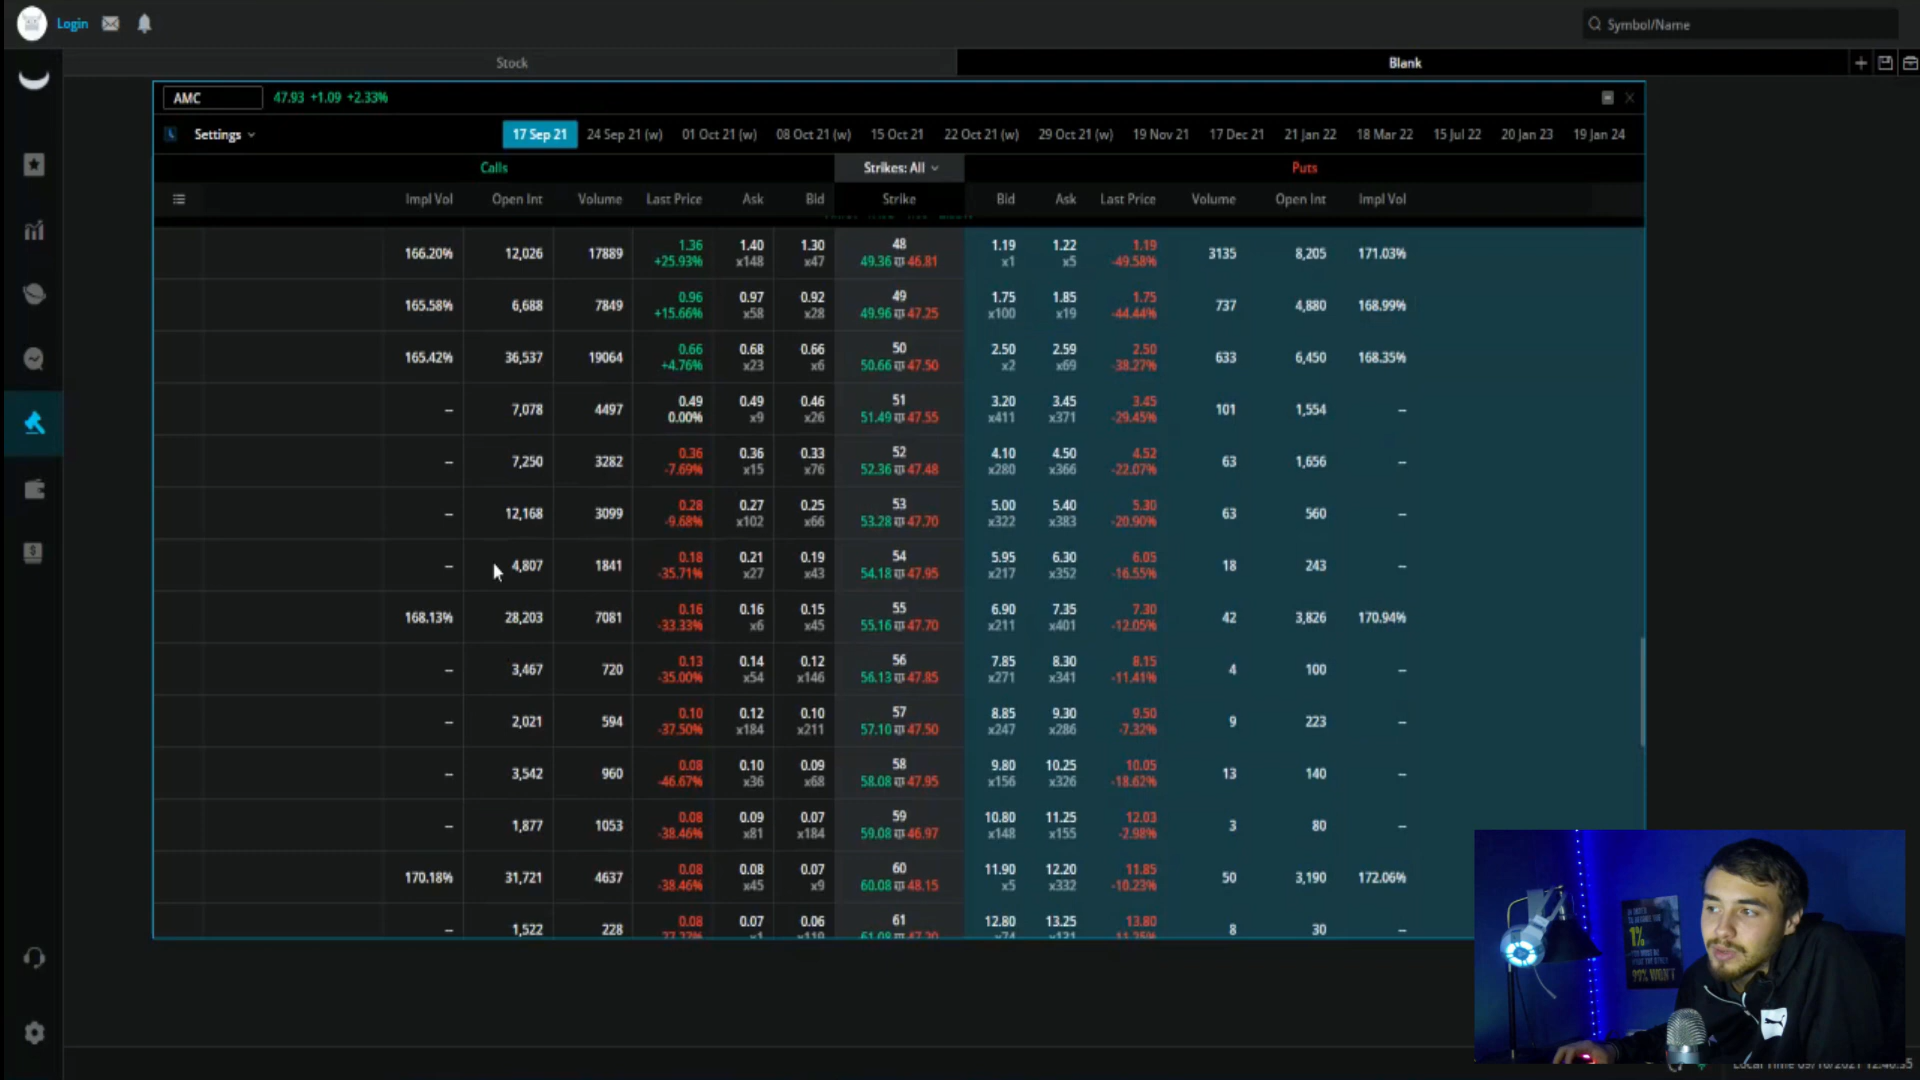 Login
Symbol/Name
Stock
Blank
AMC
47.93 +1.09 +2.33%
Settings
17 Sep 21
24 Sep 21 (w)
01 Oct 21 (w)
08 Oct 21 (w)
15 Oct 21
22 Oct 21 (w)
29 Oct 21 (w)
19 Nov 21
17 Dec 21
21 Jan 22
18 Mar 22
15 Jul 22
20 Jan 23
19 Jan 24
Calls
Strikes: All
Puts
Impl Vol Open Int Volume Last Price Ask Bid Strike Bid Ask Last Price Volume Open Int Impl Vol
166.20% 12,026 17889 1.36 1.40 1.30 48 1.19 1.22 1.19 3135 8,205 171.03%
+25.93% x148 x47 49.36 46.81 x1 x5 -49.58%
165.58% 6,688 7849 0.96 0.97 0.92 49 1.75 1.85 1.75 737 4,880 168.99%
+15.66% x58 x28 49.96 47.25 x100 x19 -44.44%
165.42% 36,537 19064 0.66 0.68 0.66 50 2.50 2.59 2.50 633 6,450 168.35%
+4.76% x23 x6 50.66 47.50 x2 x69 -38.27%
-- 7,078 4497 0.49 0.49 0.46 51 3.20 3.45 3.45 101 1,554 --
0.00% x9 x26 51.49 47.55 x411 x371 -29.45%
-- 7,250 3282 0.36 0.36 0.33 52 4.10 4.50 4.52 63 1,656 --
-7.69% x15 x76 52.36 47.48 x280 x366 -22.07%
-- 12,168 3099 0.28 0.27 0.25 53 5.00 5.40 5.30 63 560 --
-9.68% x102 x66 53.28 47.70 x322 x383 -20.90%
-- 4,807 1841 0.18 0.21 0.19 54 5.95 6.30 6.05 18 243 --
-35.71% x27 x43 54.18 47.95 x217 x352 -16.55%
168.13% 28,203 7081 0.16 0.16 0.15 55 6.90 7.35 7.30 42 3,826 170.94%
-33.33% x6 x45 55.16 47.70 x211 x401 -12.05%
-- 3,467 720 0.13 0.14 0.12 56 7.85 8.30 8.15 4 100 --
-35.00% x54 x146 56.13 47.85 x271 x341 -11.41%
-- 2,021 594 0.10 0.12 0.10 57 8.85 9.30 9.50 9 223 --
-37.50% x184 x211 57.10 47.50 x247 x286 -7.32%
-- 3,542 960 0.08 0.10 0.09 58 9.80 10.25 10.05 13 140 --
-46.67% x36 x68 58.08 47.95 x156 x326 -18.62%
-- 1,877 1053 0.08 0.09 0.07 59 10.80 11.25 12.03 3 80 --
-38.46% x81 x184 59.08 46.97 x148 x155 -2.98%
170.18% 31,721 4637 0.08 0.08 0.07 60 11.90 12.20 11.85 50 3,190 172.06%
-38.46% x45 x9 60.08 48.15 x5 x332 -10.23%
-- 1,522 228 0.08 0.07 0.06 61 12.80 13.25 13.80 8 30 --
1%
99% WON'T